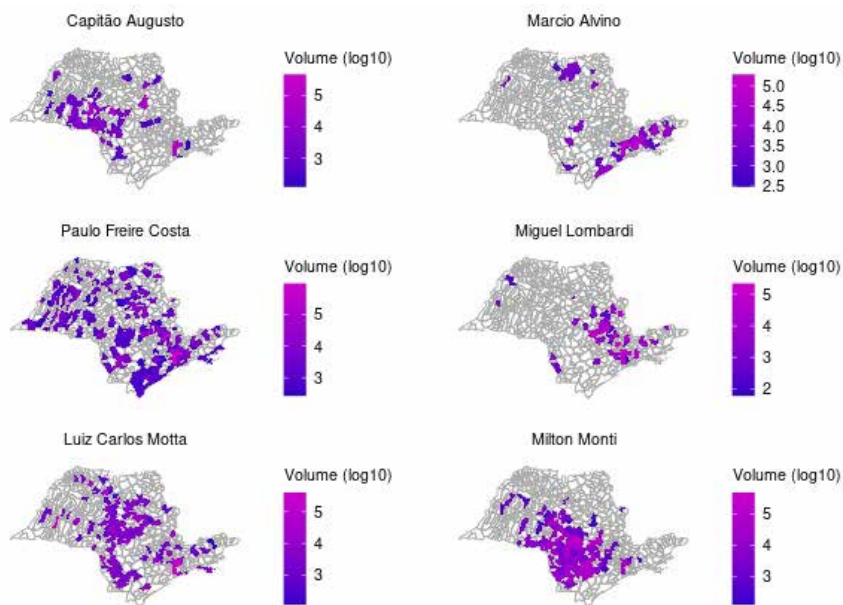 Capitão Augusto
Volume (log10)
5
4
3
Marcio Alvino
Volume (log10)
5.0
4.5
4.0
3.5
3.0
2.5
Paulo Freire Costa
Volume (log10)
5
4
3
Miguel Lombardi
Volume (log10)
5
4
3
2
Luiz Carlos Motta
Volume (log10)
5
4
3
Milton Monti
Volume (log10)
5
4
3